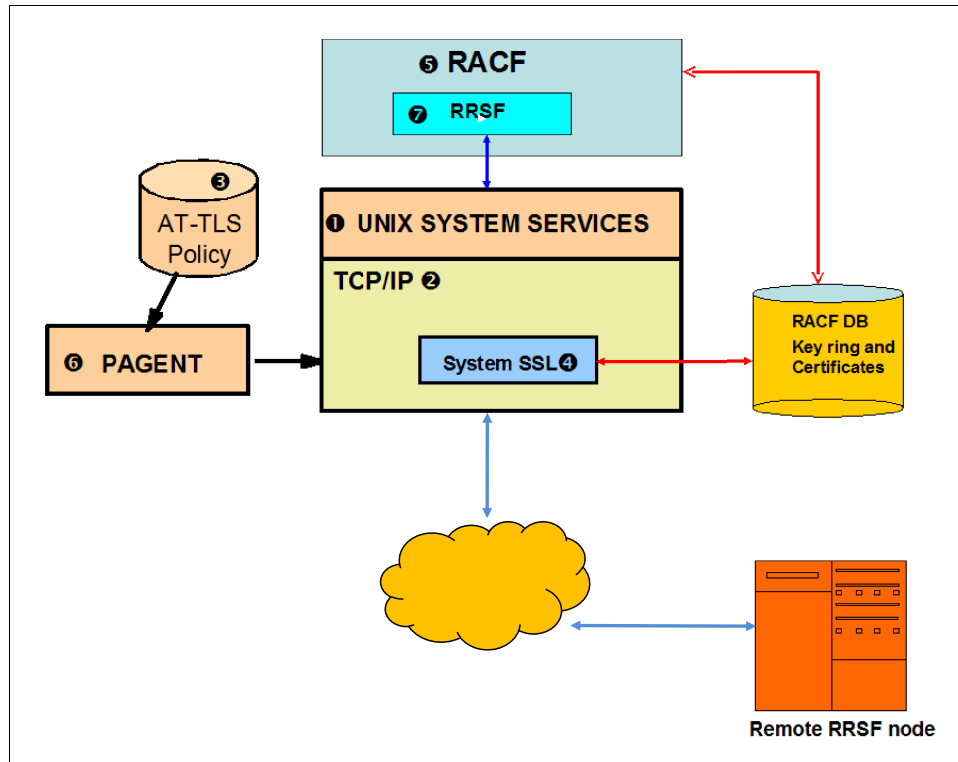 ❺ RACF
❼ RRSF
❸
AT-TLS
Policy
❶ UNIX SYSTEM SERVICES
TCP/IP ❷
RACF DB
Key ring and
Certificates
❻ PAGENT
System SSL❹
Remote RRSF node